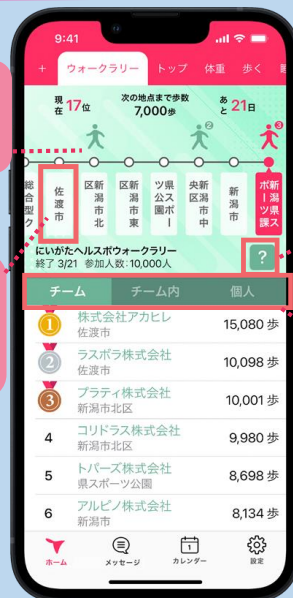 9:41
+ ウォークラリー トップ 体重 歩く
現在 17位
次の地点まで歩数
7,000歩
あと 21日
② ③
総合型ク
佐渡市
区新潟市北
区新潟市東
ツ県ス公園ポー
央新区潟市中
新潟市
ポ新ー潟ツ県課ス
にいがたヘルスポウォークラリー
終了 3/21 参加人数:10,000人
?
チーム チーム内 個人
1 株式会社アカヒレ 15,080 歩
佐渡市
2 ラスボラ株式会社 10,098 歩
佐渡市
3 プラティ株式会社 10,001 歩
新潟市北区
4 コリドラス株式会社 9,980 歩
新潟市東区
5 トパーズ株式会社 8,698 歩
県スポーツ公園
6 アルビノ株式会社 8,134 歩
新潟市
ホーム メッセージ カレンダー 設定
1